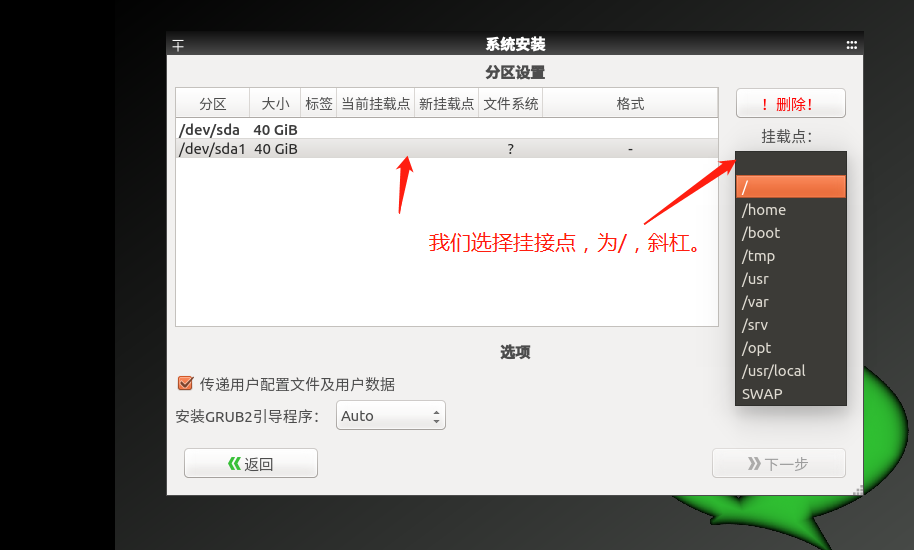 系统安装
分区设置
分区 大小 标签 当前挂载点 新挂载点 文件系统 格式
/dev/sda 40 GiB
/dev/sda1 40 GiB ? -
！删除!
挂载点：
/
/home
/boot
/tmp
/usr
/var
/srv
/opt
/usr/local
SWAP
我们选择挂接点，为/，斜杠。
选项
传递用户配置文件及用户数据
安装GRUB2引导程序： Auto
返回 下一步